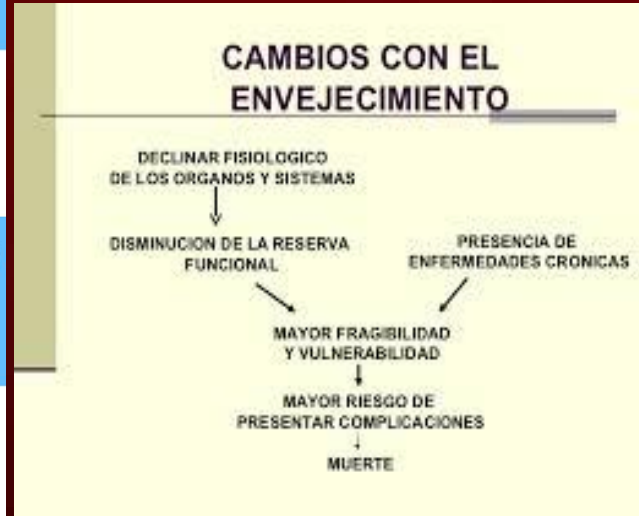 CAMBIOS CON EL
ENVEJECIMIENTO
DECLINAR FISIOLOGICO
DE LOS ORGANOS Y SISTEMAS
DISMINUCION DE LA RESERVA
FUNCIONAL
PRESENCIA DE
ENFERMEDADES CRONICAS
MAYOR FRAGIBILIDAD
Y VULNERABILIDAD
MAYOR RIESGO DE
PRESENTAR COMPLICACIONES
MUERTE